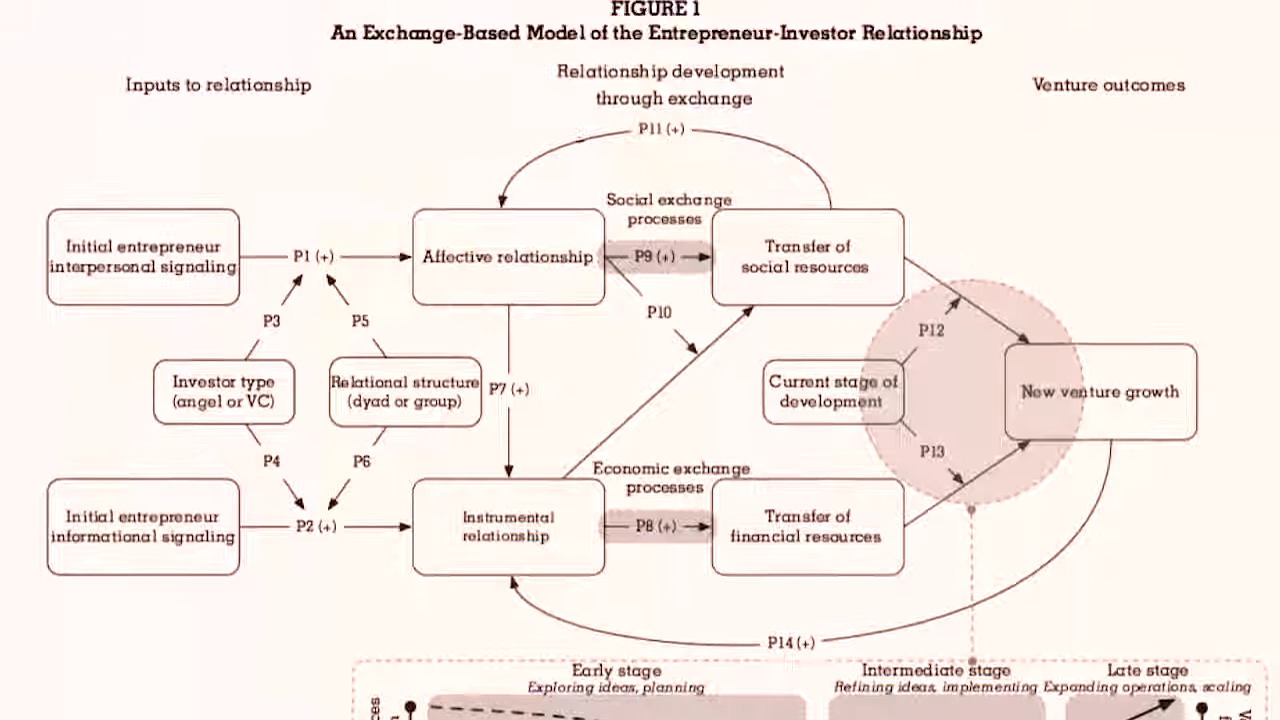 FIGURE 1
An Exchange-Based Model of the Entrepreneur-Investor Relationship
Inputs to relationship
Relationship development
through exchange
Venture outcomes
P11 (+)
Social exchange
processes
Initial entrepreneur
interpersonal signaling
P1 (+)
Affective relationship
P9 (+)
Transfer of
social resources
P10
P3
P5
P12
Investor type
(angel or VC)
Relational structure
(dyad or group)
P7 (+)
Current stage of
development
New venture growth
P4
P6
P13
Economic exchange
processes
Initial entrepreneur
informational signaling
P2 (+)
Instrumental
relationship
P8 (+)
Transfer of
financial resources
P14 (+)
Early stage
Exploring ideas, planning
Intermediate stage
Refining ideas, implementing
Late stage
Expanding operations, scaling